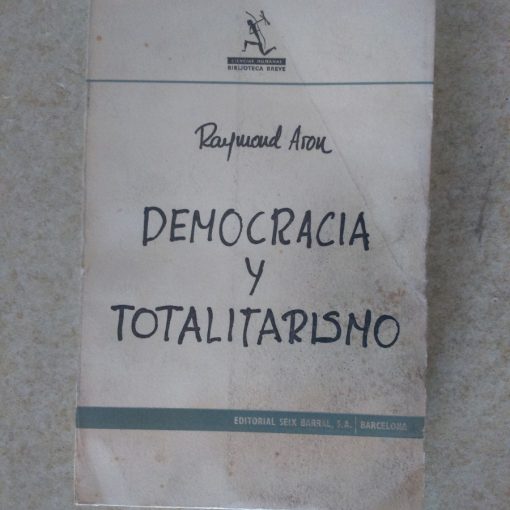 CIENCIAS HUMANAS
BIBLIOTECA BREVE
Raymond Aron
DEMOCRACIA
Y
TOTALITARISMO
EDITORIAL SEIX BARRAL, S.A. | BARCELONA